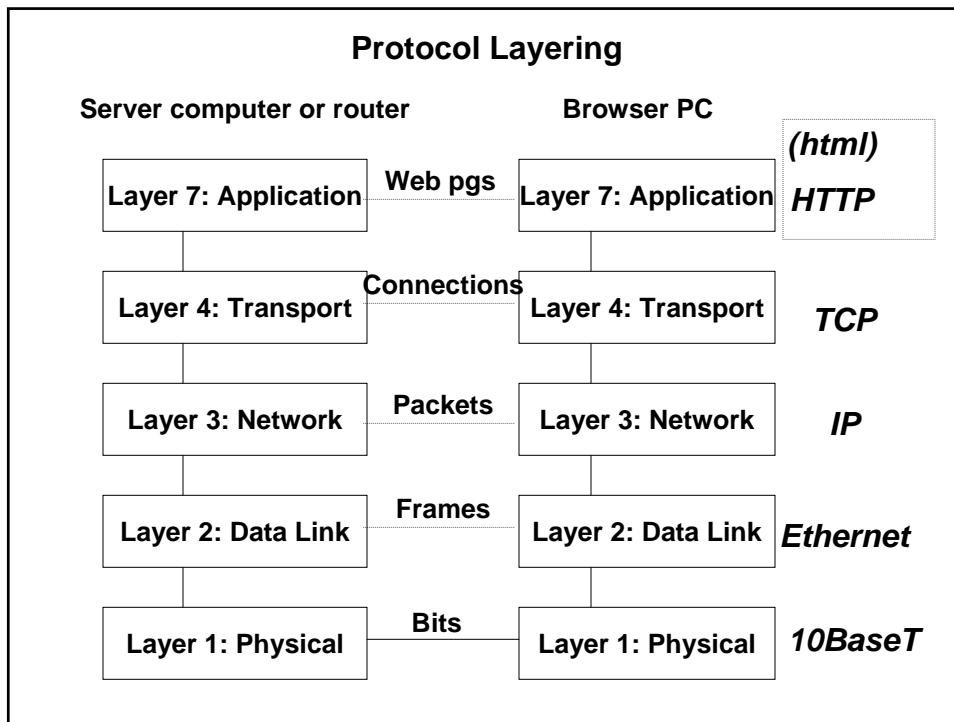 Protocol Layering
Server computer or router
Browser PC
(html)
Layer 7: Application
Web pgs
Layer 7: Application
HTTP
Layer 4: Transport
Connections
Layer 4: Transport
TCP
Layer 3: Network
Packets
Layer 3: Network
IP
Layer 2: Data Link
Frames
Layer 2: Data Link
Ethernet
Layer 1: Physical
Bits
Layer 1: Physical
10BaseT